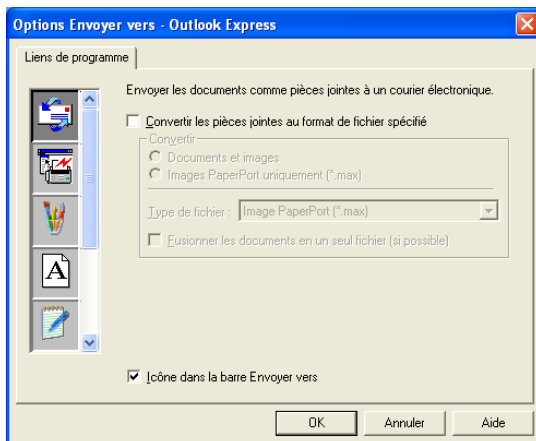 Options Envoyer vers - Outlook Express
Liens de programme
Envoyer les documents comme pièces jointes à un courier électronique.
Convertir les pièces jointes au format de fichier spécifié
Convertir
Documents et images
Images PaperPort uniquement (*.max)
Type de fichier : Image PaperPort (*.max)
Fusionner les documents en un seul fichier (si possible)
A
Icône dans la barre Envoyer vers
OK Annuler Aide